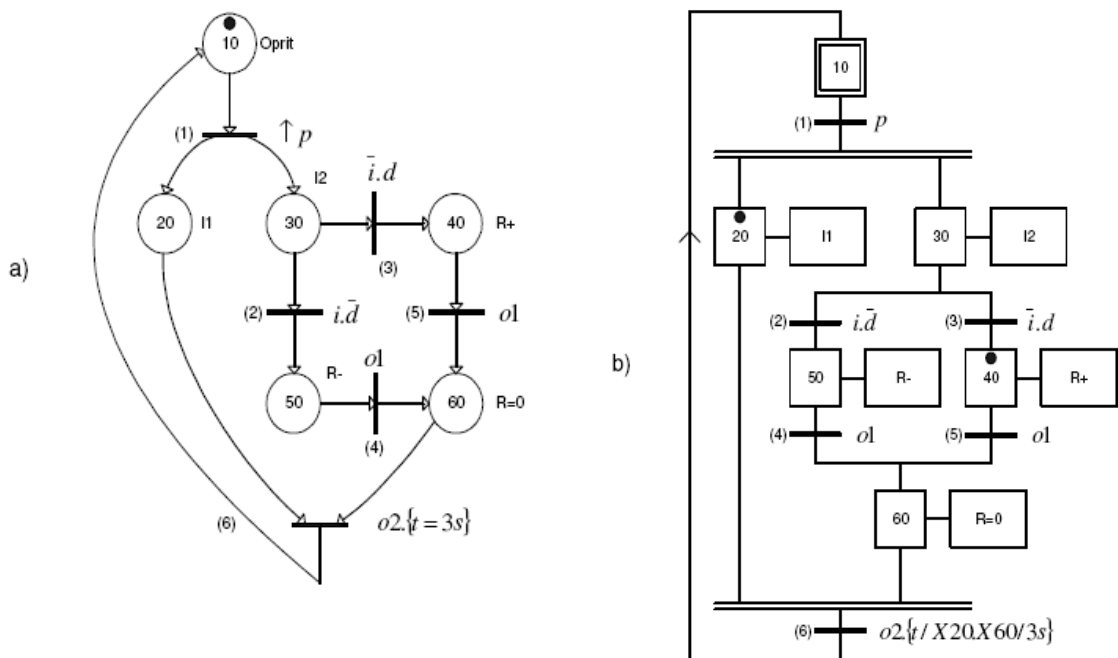 a)
10 Oprit
(1) ↑ p
20 I1
I2
30
i̅.d
(3)
40 R+
(2) i.d̅
(5) o1
R-
50
o1
(4)
60 R=0
(6)
o2.{t = 3s}
b)
10
(1) p
20 I1
30 I2
(2) i.d̅
(3) i̅.d
50 R-
40 R+
(4) o1
(5) o1
60 R=0
(6) o2.{t/ X20.X60/3s}